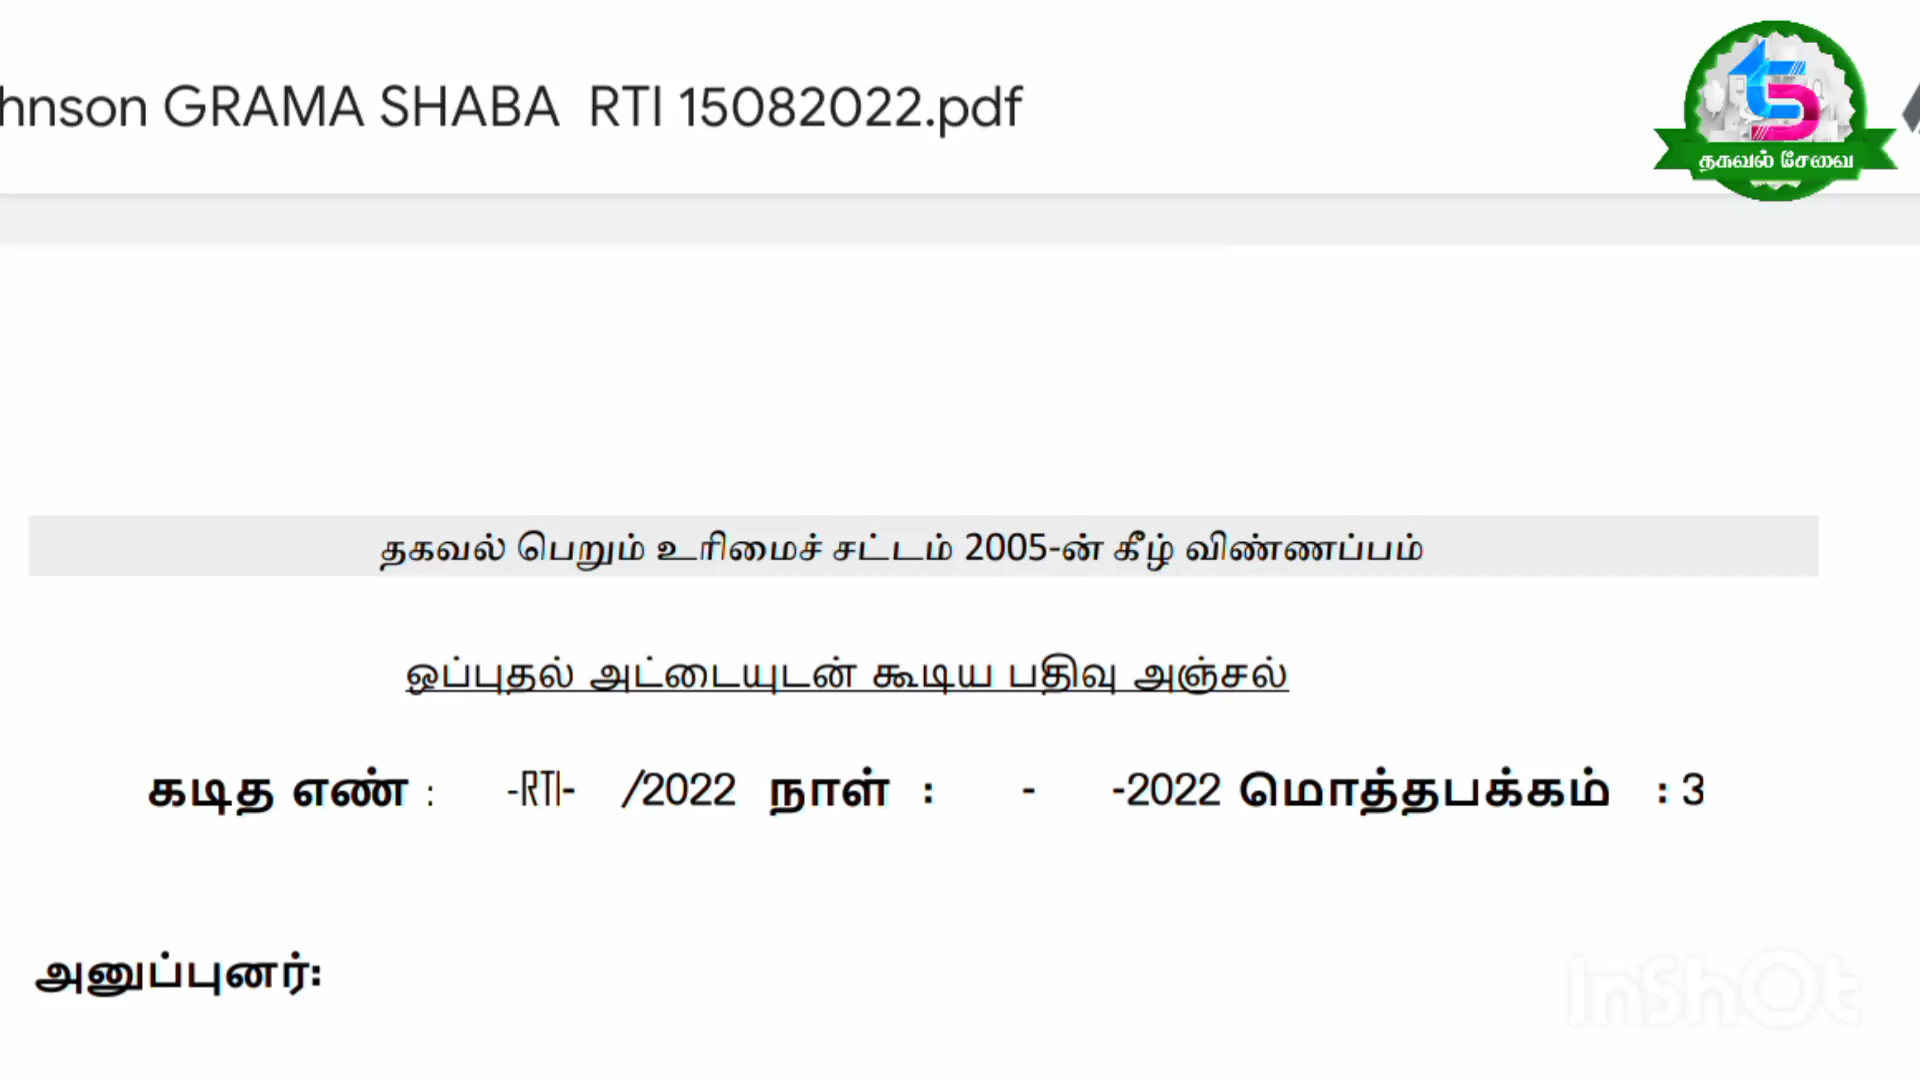 hnson GRAMA SHABA RTI 15082022.pdf
தகவல் சேவை
தகவல் பெறும் உரிமைச் சட்டம் 2005-ன் கீழ் விண்ணப்பம்
ஒப்புதல் அட்டையுடன் கூடிய பதிவு அஞ்சல்
கடித எண் : -RTI- /2022 நாள் : - -2022 மொத்தபக்கம் : 3
அனுப்புனர்:
InShOt